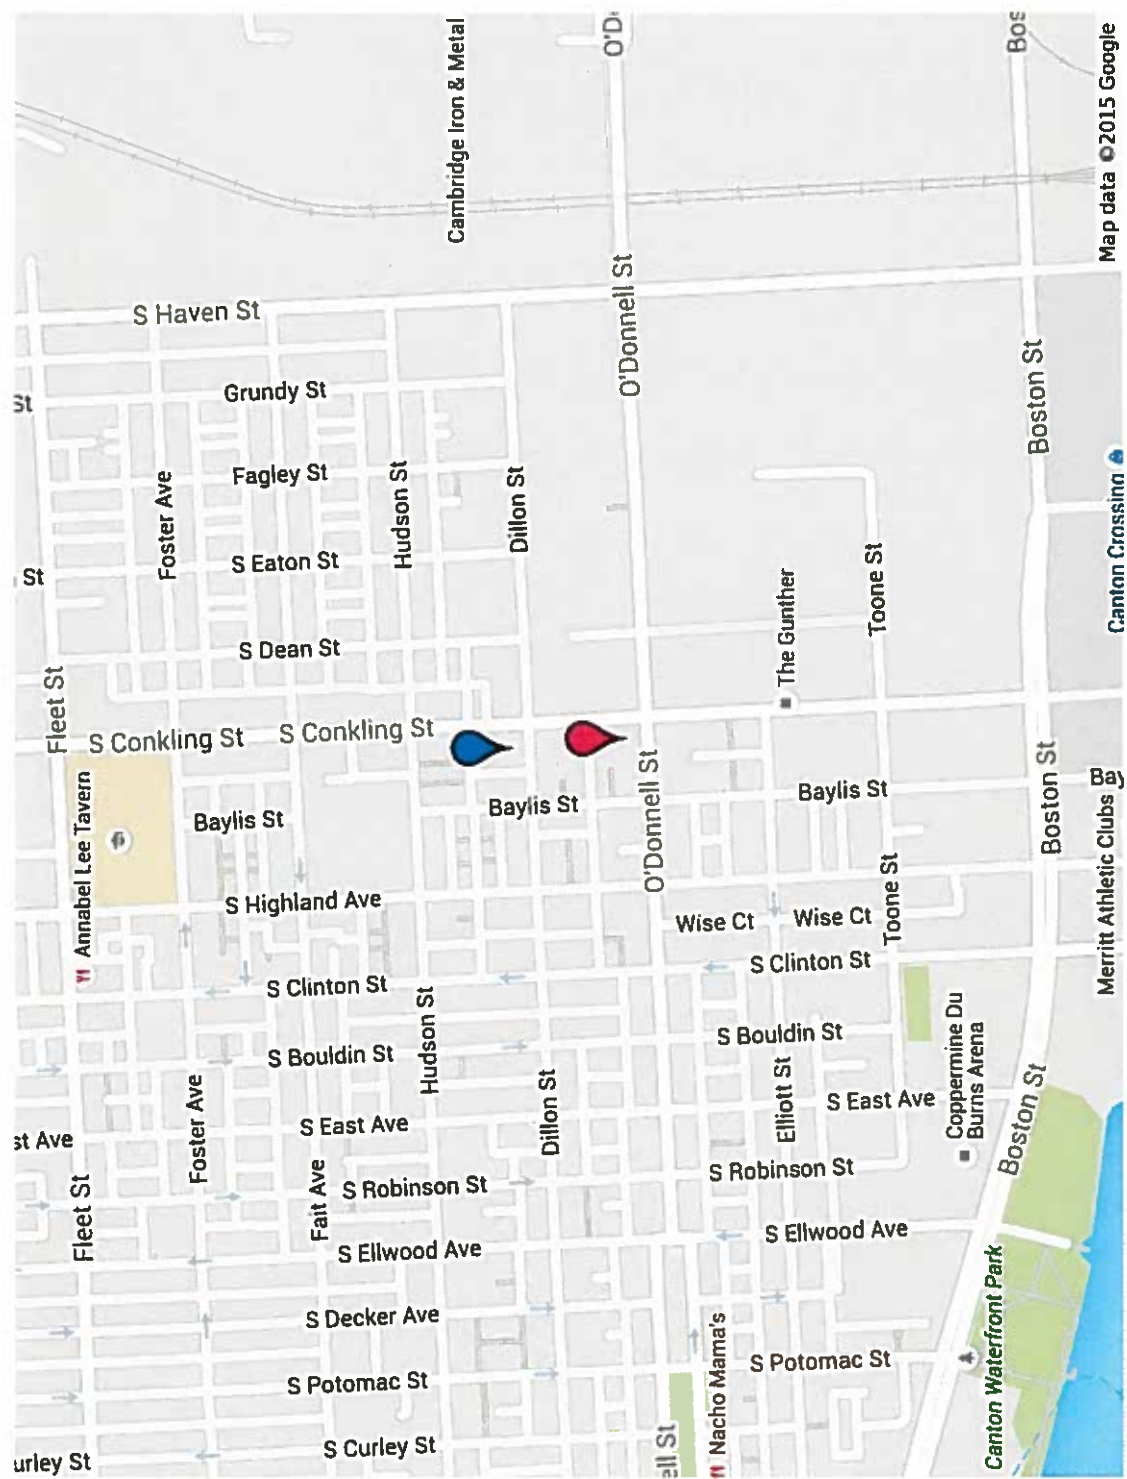 O'D
Bos
Cambridge Iron & Metal
Map data ©2015 Google
S Haven St
O'Donnell St
Grundy St
St
Boston St
Fagley St
Foster Ave
Hudson St
Dillon St
Canton Crossing
S Eaton St
St
The Gunther
Toone St
S Dean St
Fleet St
S Conkling St
S Conkling St
Annabel Lee Tavern
Baylis St
Baylis St
Baylis St
O'Donnell St
Boston St
Bay
Merritt Athletic Clubs
S Highland Ave
Wise Ct
Wise Ct
Toone St
S Clinton St
S Clinton St
Hudson St
S Bouldin St
S Bouldin St
Coppermine Du
Burns Arena
Foster Ave
S East Ave
Dillon St
Elliott St
S East Ave
Boston St
st Ave
Fleet St
Fait Ave
S Robinson St
S Robinson St
S Ellwood Ave
S Ellwood Ave
Canton Waterfront Park
S Decker Ave
Nacho Mama's
S Potomac St
S Potomac St
urley St
S Curley St
ell St